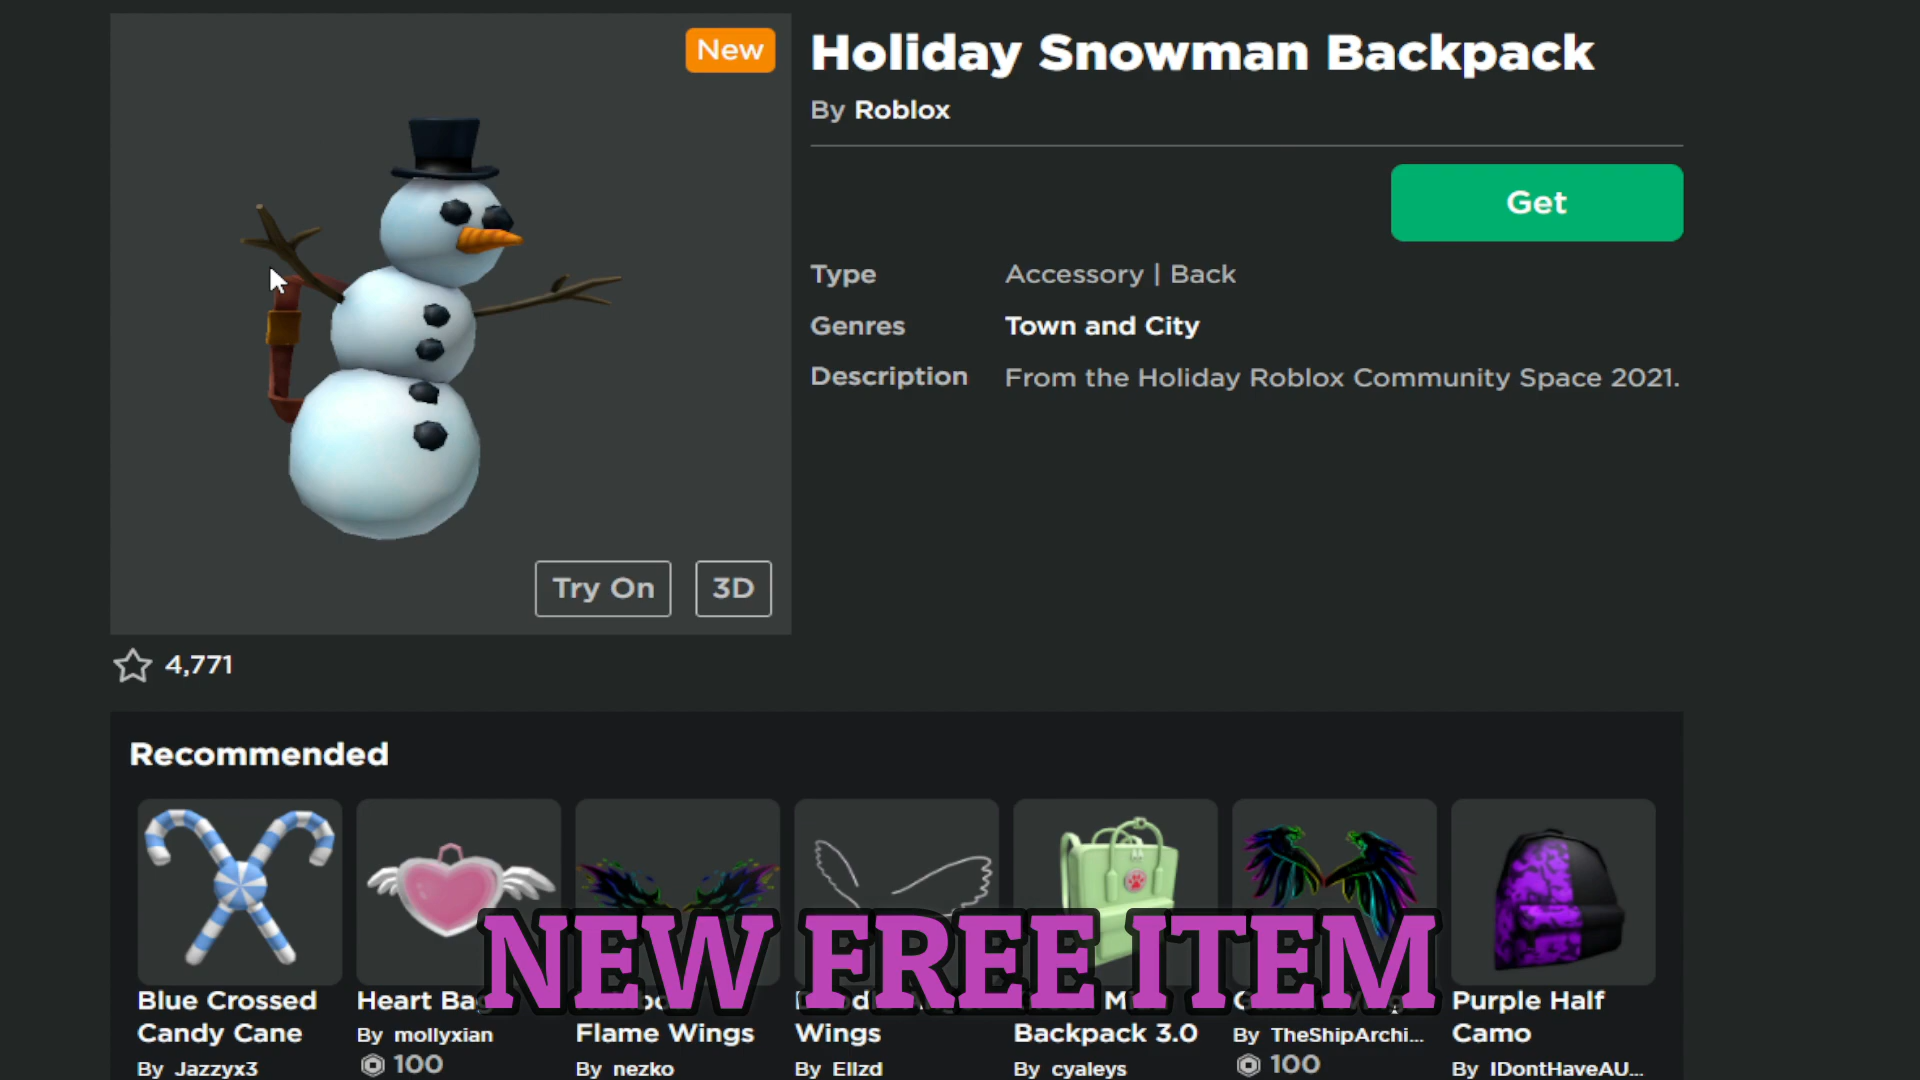 New
Holiday Snowman Backpack
By Roblox
Get
Type Accessory | Back
Genres Town and City
Description From the Holiday Roblox Community Space 2021.
Try On 3D
4,771
Recommended
NEW FREE ITEM
Blue Crossed
Candy Cane
By Jazzyx3
Heart
By mollyxian
100
Flame Wings
By nezko
Wings
By Ellzd
Backpack 3.0
By cyaleys
By TheShipArchi...
100
Purple Half
Camo
By IDontHaveAU...